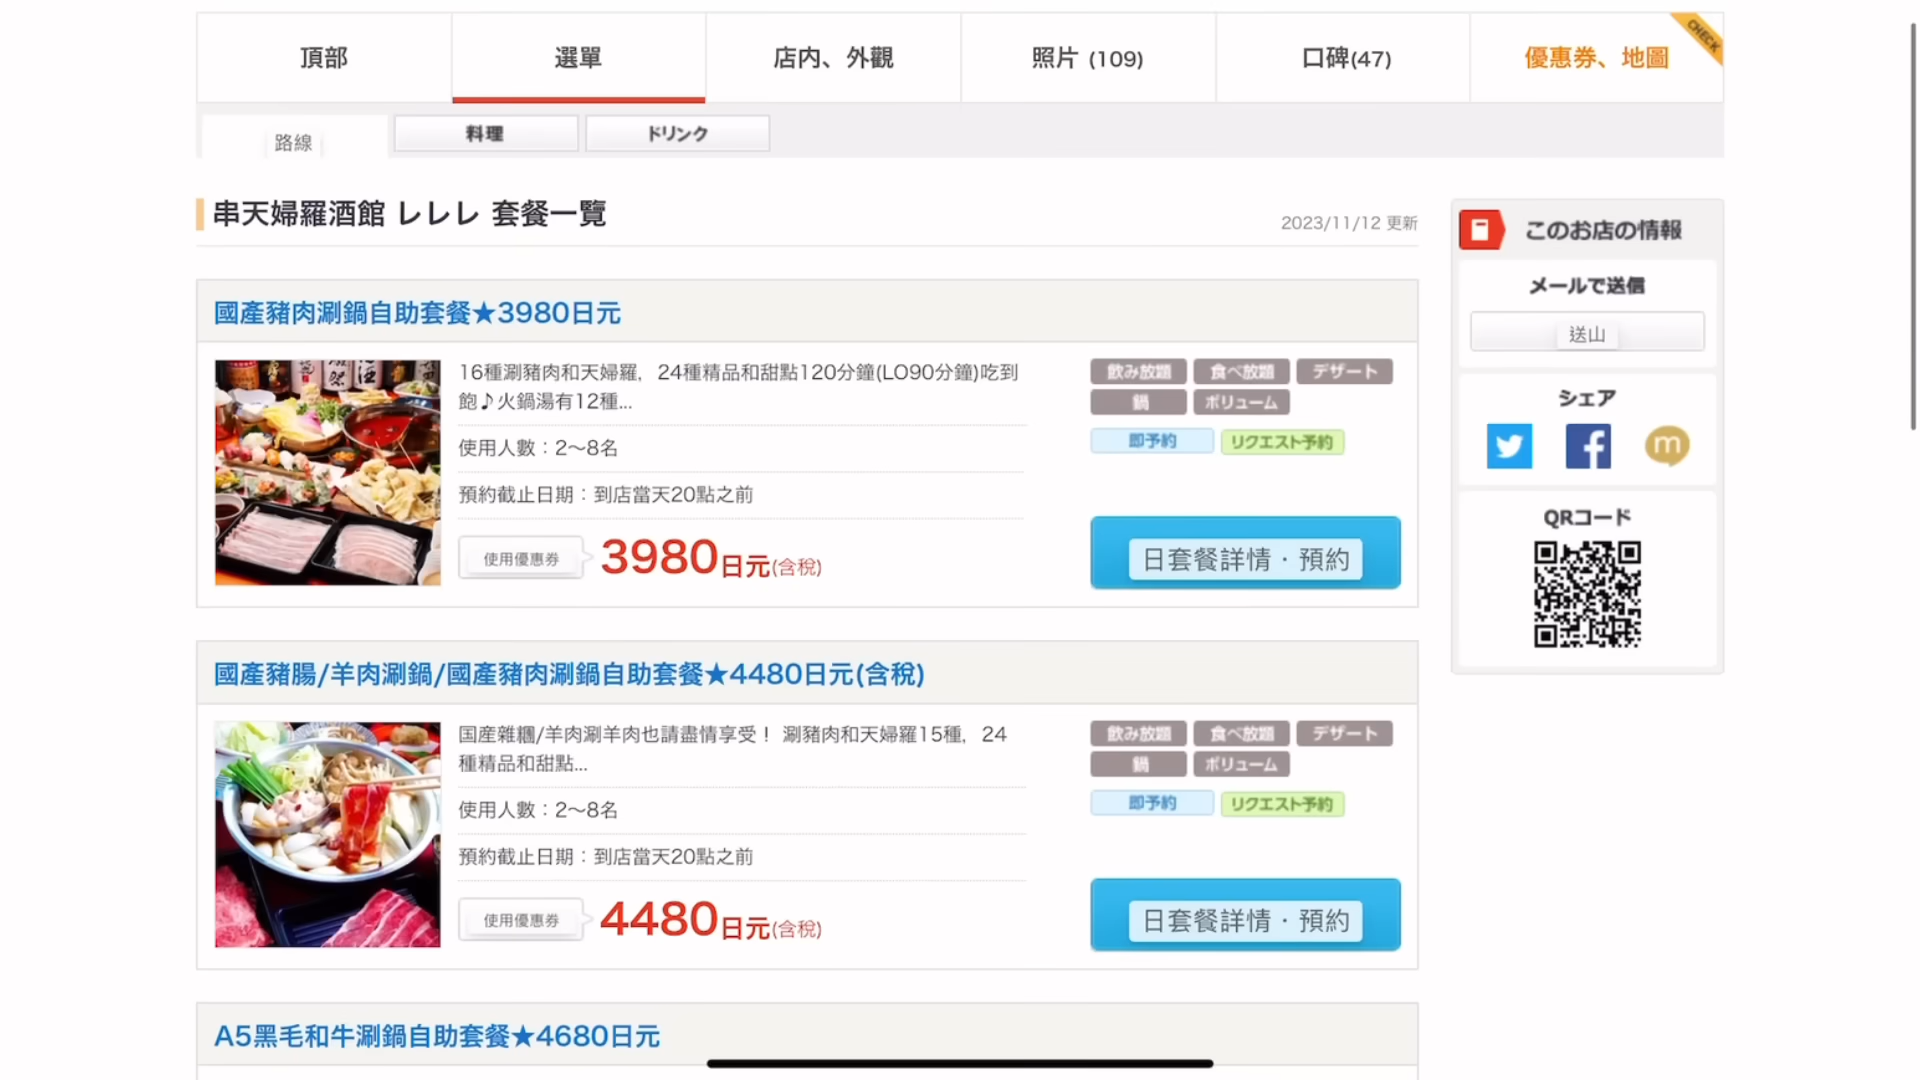 頂部
選單
店内、外觀
照片 (109)
口碑(47)
優惠券、地圖
CHECK
路線
料理
ドリンク
串天婦羅酒館 レレレ 套餐一覽
2023/11/12 更新
國產豬肉涮鍋自助套餐★3980日元
16種涮豬肉和天婦羅，24種精品和甜點120分鐘(LO90分鐘)吃到
飽♪火鍋湯有12種...
使用人數：2〜8名
預約截止日期：到店當天20點之前
使用優惠券
3980日元(含稅)
飲み放題 食べ放題 デザート
鍋 ボリューム
即予約 リクエスト予約
日套餐詳情・預約
國產豬腸/羊肉涮鍋/國產豬肉涮鍋自助套餐★4480日元(含稅)
国産雜糰/羊肉涮羊肉也請盡情享受！ 涮豬肉和天婦羅15種，24
種精品和甜點...
使用人數：2〜8名
預約截止日期：到店當天20點之前
使用優惠券
4480日元(含稅)
飲み放題 食べ放題 デザート
鍋 ボリューム
即予約 リクエスト予約
日套餐詳情・預約
A5黑毛和牛涮鍋自助套餐★4680日元
このお店の情報
メールで送信
送山
シェア
m
QRコード